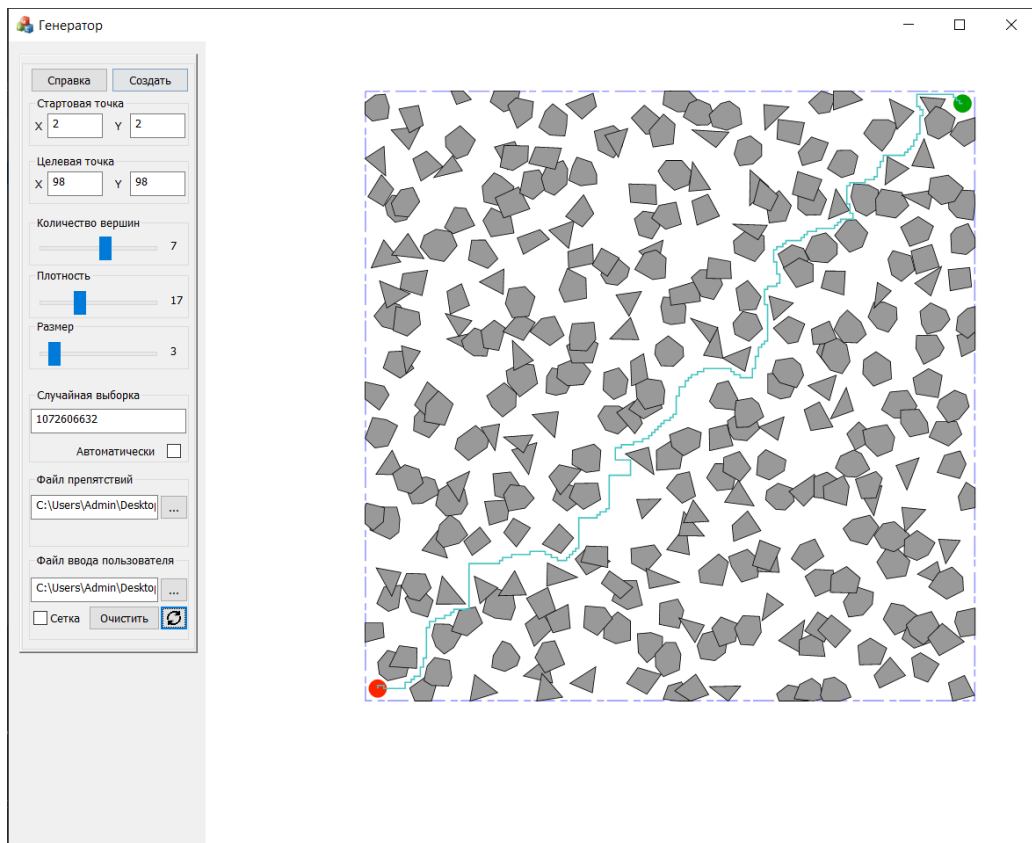 Генератор
Справка Создать
Стартовая точка
X 2 Y 2
Целевая точка
X 98 Y 98
Количество вершин
7
Плотность
17
Размер
3
Случайная выборка
1072606632
Автоматически
Файл препятствий
C:\Users\Admin\Desktop ...
Файл ввода пользователя
C:\Users\Admin\Desktop ...
Сетка Очистить